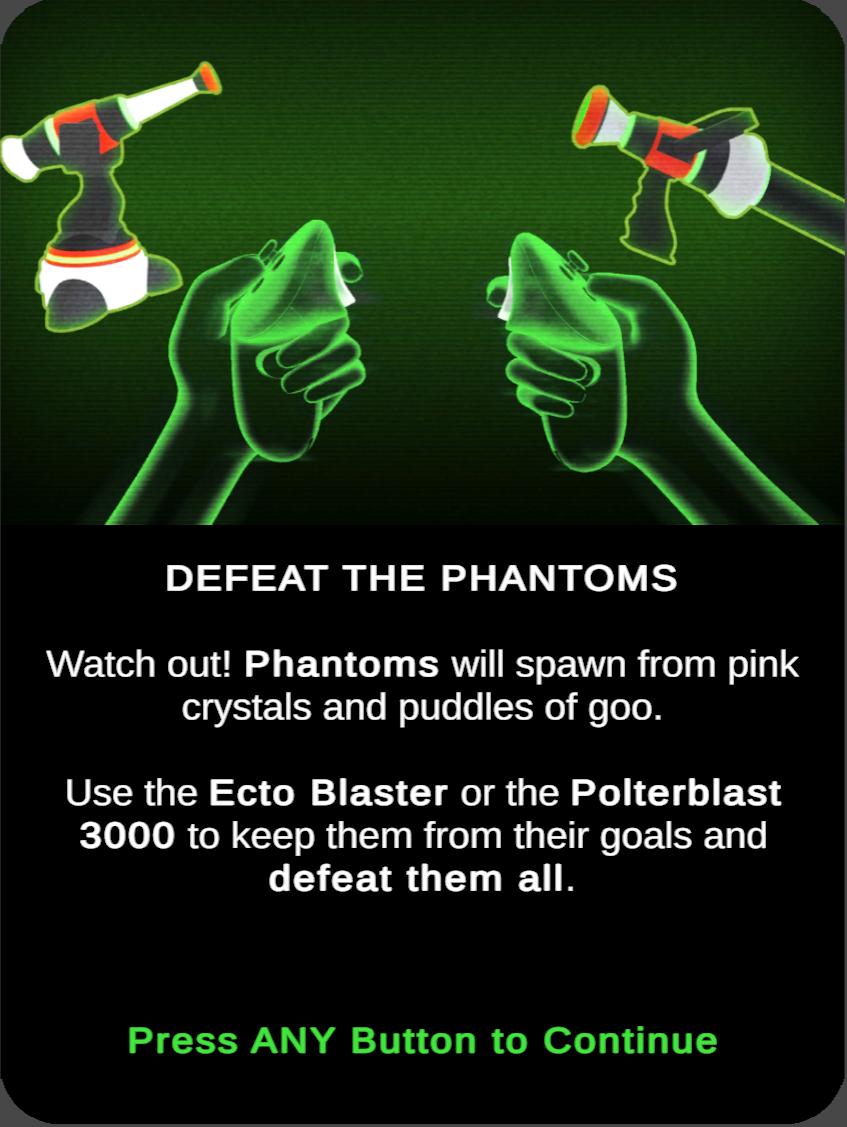 DEFEAT THE PHANTOMS
Watch out! Phantoms will spawn from pink
crystals and puddles of goo.
Use the Ecto Blaster or the Polterblast
3000 to keep them from their goals and
defeat them all.
Press ANY Button to Continue